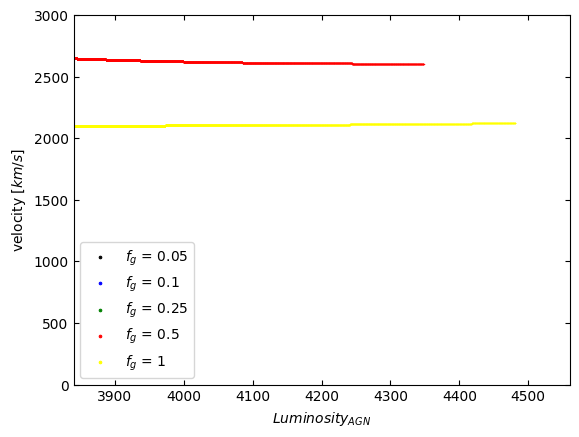 3000
2500
2000
1500
1000
500
0
velocity [km/s]
f_g = 0.05
f_g = 0.1
f_g = 0.25
f_g = 0.5
f_g = 1
3900 4000 4100 4200 4300 4400 4500
Luminosity_AGN